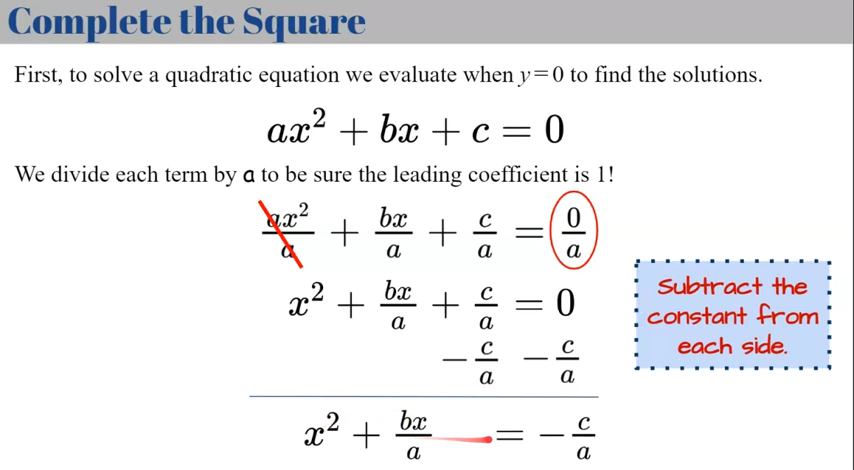 Complete the Square
First, to solve a quadratic equation we evaluate when y=0 to find the solutions.
ax² + bx + c = 0
We divide each term by a to be sure the leading coefficient is 1!
ax²/a + bx/a + c/a = 0/a
x² + bx/a + c/a = 0
− c/a − c/a
x² + bx/a = − c/a
Subtract the
constant from
each side.